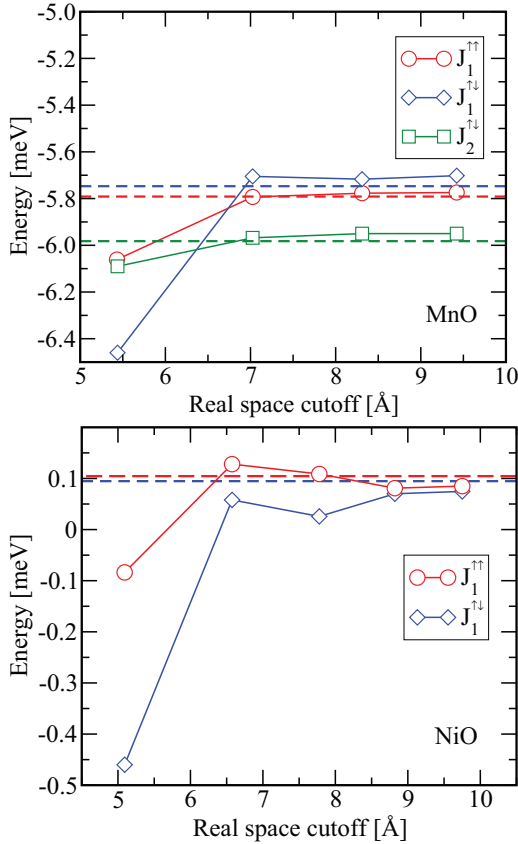 -5.0
-5.2
-5.4
-5.6
-5.8
-6.0
-6.2
-6.4
Energy [meV]
J₁↑↑
J₁↑↓
J₂↑↓
MnO
5 6 7 8 9 10
Real space cutoff [Å]
0.1
0
-0.1
-0.2
-0.3
-0.4
-0.5
Energy [meV]
J₁↑↑
J₁↑↓
NiO
5 6 7 8 9 10
Real space cutoff [Å]